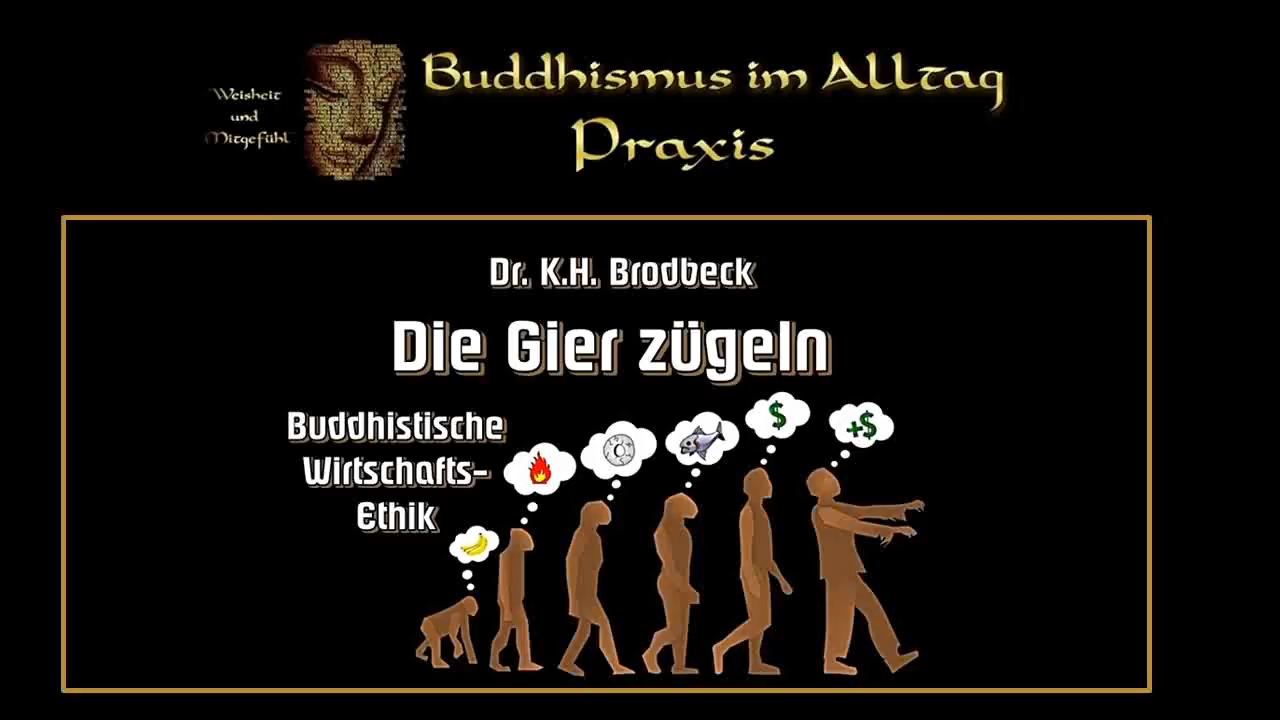 Weisheit
und
Mitgefühl
Buddhismus im Alltag
Praxis
Dr. K.H. Brodbeck
Die Gier zügeln
Buddhistische
Wirtschafts-
Ethik
$
+$